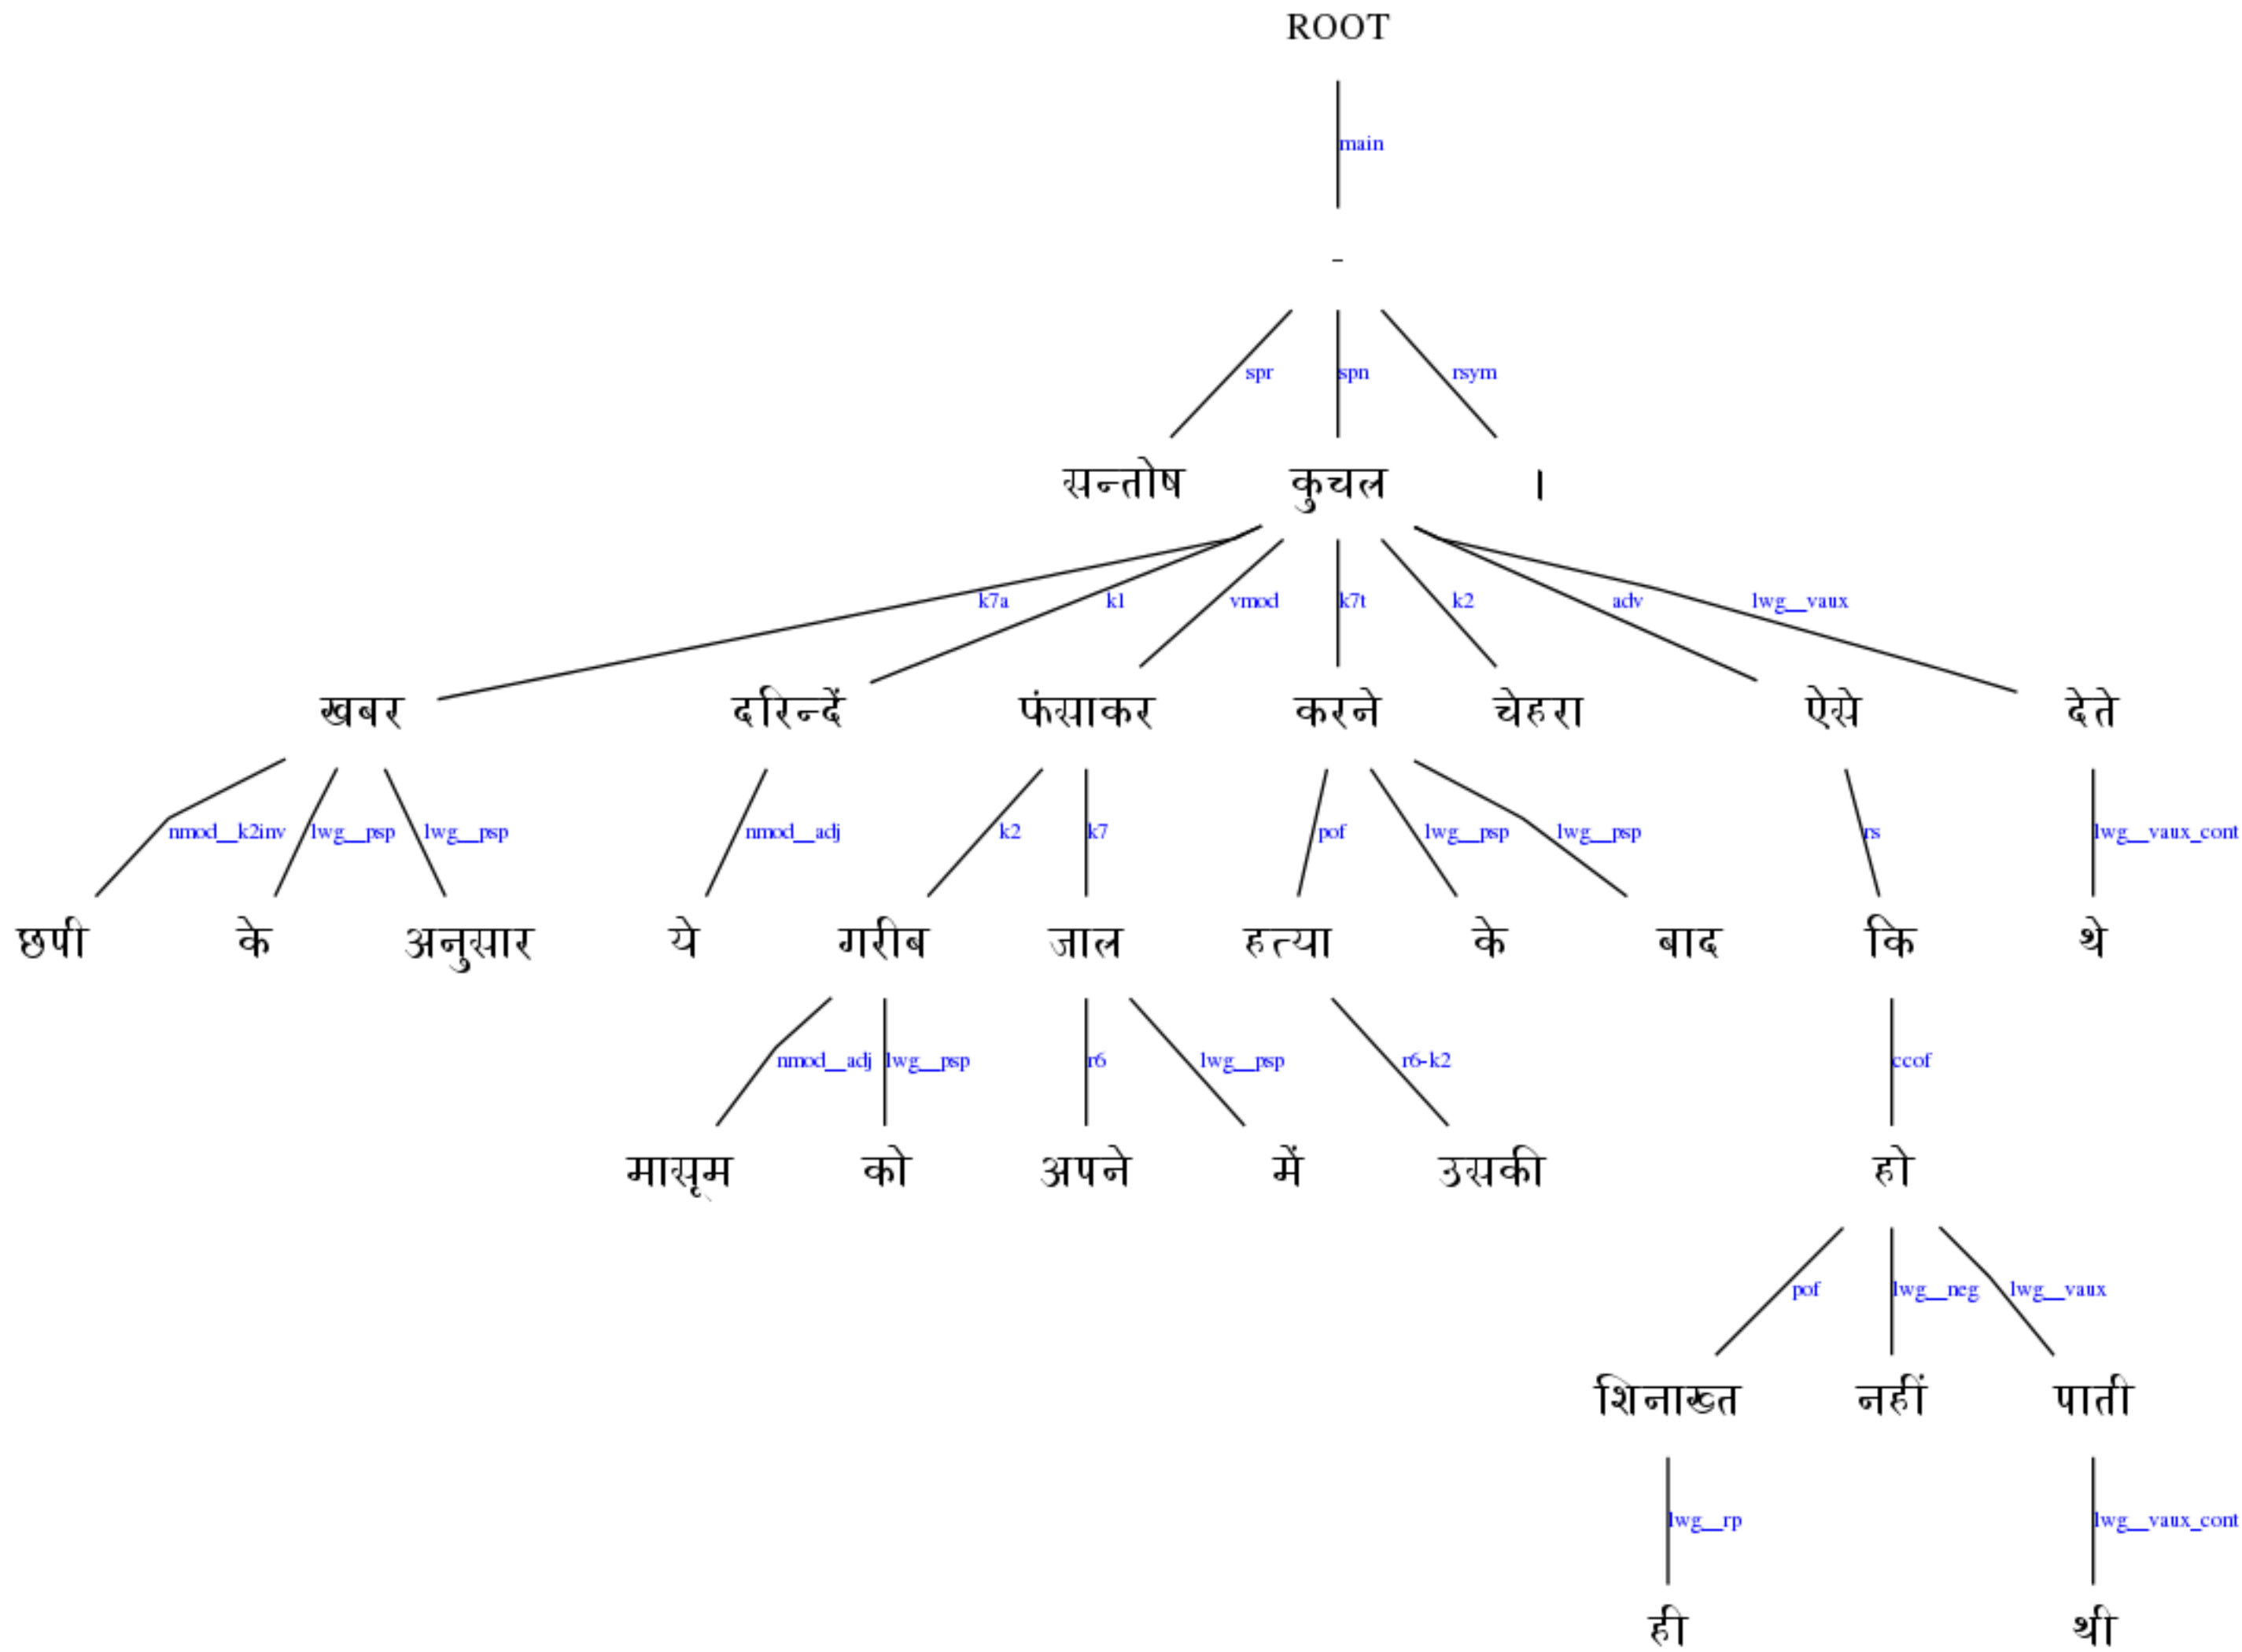 ROOT
main
-
spr spn rsym
सन्तोष कुचल ।
k7a k1 vmod k7t k2 adv lwg__vaux
खबर दरिन्दें फंसाकर करने चेहरा ऐसे देते
nmod__k2inv lwg__psp lwg__psp nmod__adj k2 k7 pof lwg__psp lwg__psp rs lwg__vaux_cont
छपी के अनुसार ये गरीब जाल हत्या के बाद कि थे
nmod__adj lwg__psp r6 lwg__psp r6-k2 ccof
मासूम को अपने में उसकी हो
pof lwg__neg lwg__vaux
शिनाख्त नहीं पाती
lwg__rp lwg__vaux_cont
ही थी